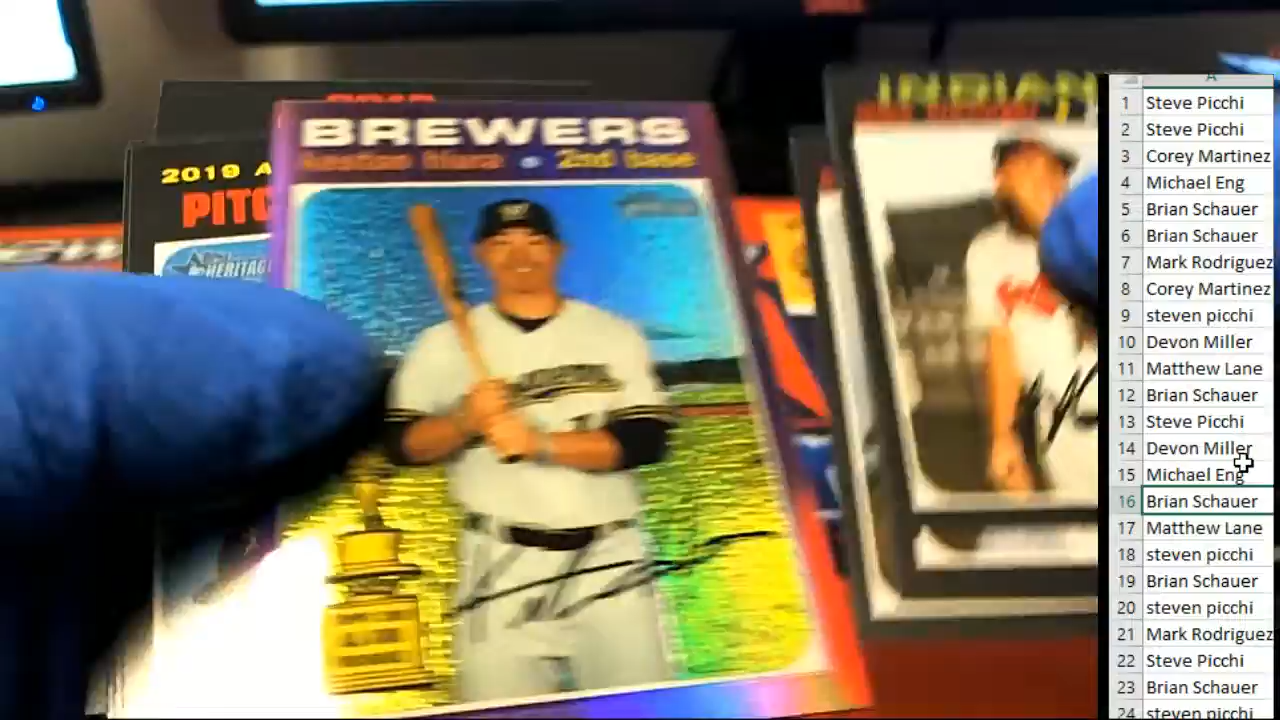 BREWERS
2nd base
2019 A
PITC
HERITAGE
INDIAN
A
1 Steve Picchi
2 Steve Picchi
3 Corey Martinez
4 Michael Eng
5 Brian Schauer
6 Brian Schauer
7 Mark Rodriguez
8 Corey Martinez
9 steven picchi
10 Devon Miller
11 Matthew Lane
12 Brian Schauer
13 Steve Picchi
14 Devon Miller
15 Michael Eng
16 Brian Schauer
17 Matthew Lane
18 steven picchi
19 Brian Schauer
20 steven picchi
21 Mark Rodriguez
22 Steve Picchi
23 Brian Schauer
24 steven picchi